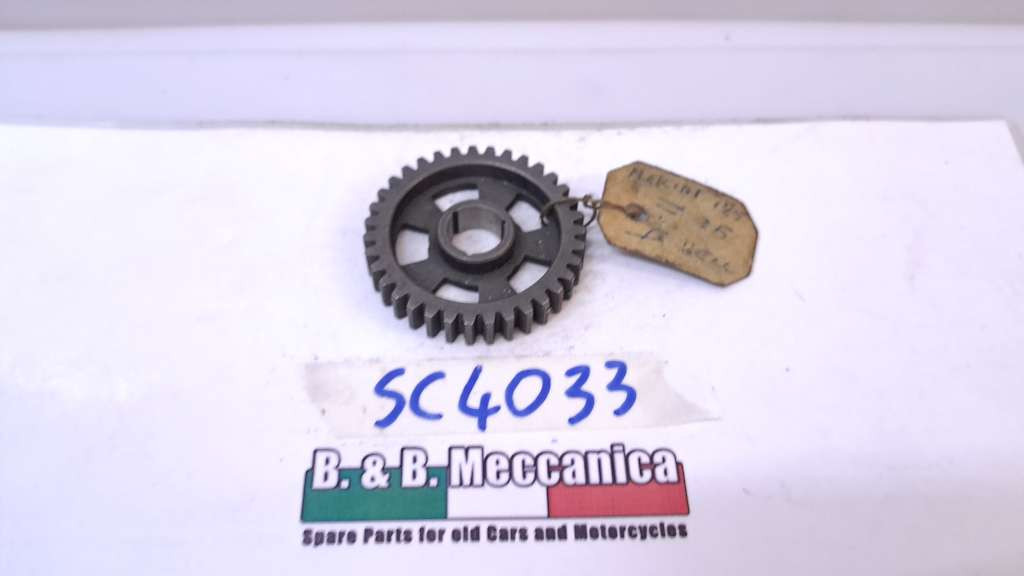 SC4033
B. & B. Meccanica
Spare Parts for old Cars and Motorcycles